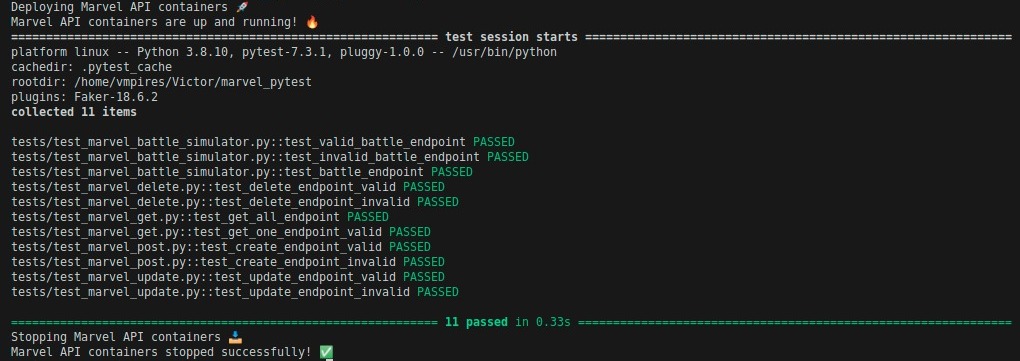 Deploying Marvel API containers 🚀
Marvel API containers are up and running! 🔥
============================================================= test session starts =============================================================
platform linux -- Python 3.8.10, pytest-7.3.1, pluggy-1.0.0 -- /usr/bin/python
cachedir: .pytest_cache
rootdir: /home/vmpires/Victor/marvel_pytest
plugins: Faker-18.6.2
collected 11 items
tests/test_marvel_battle_simulator.py::test_valid_battle_endpoint PASSED
tests/test_marvel_battle_simulator.py::test_invalid_battle_endpoint PASSED
tests/test_marvel_battle_simulator.py::test_battle_endpoint PASSED
tests/test_marvel_delete.py::test_delete_endpoint_valid PASSED
tests/test_marvel_delete.py::test_delete_endpoint_invalid PASSED
tests/test_marvel_get.py::test_get_all_endpoint PASSED
tests/test_marvel_get.py::test_get_one_endpoint_valid PASSED
tests/test_marvel_post.py::test_create_endpoint_valid PASSED
tests/test_marvel_post.py::test_create_endpoint_invalid PASSED
tests/test_marvel_update.py::test_update_endpoint_valid PASSED
tests/test_marvel_update.py::test_update_endpoint_invalid PASSED
============================================================= 11 passed in 0.33s ==============================================================
Stopping Marvel API containers 📥
Marvel API containers stopped successfully! ✅